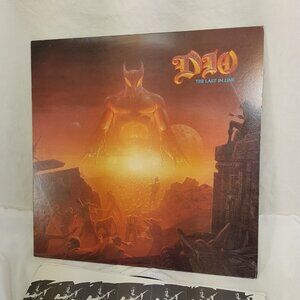 DIO
THE LAST IN LINE